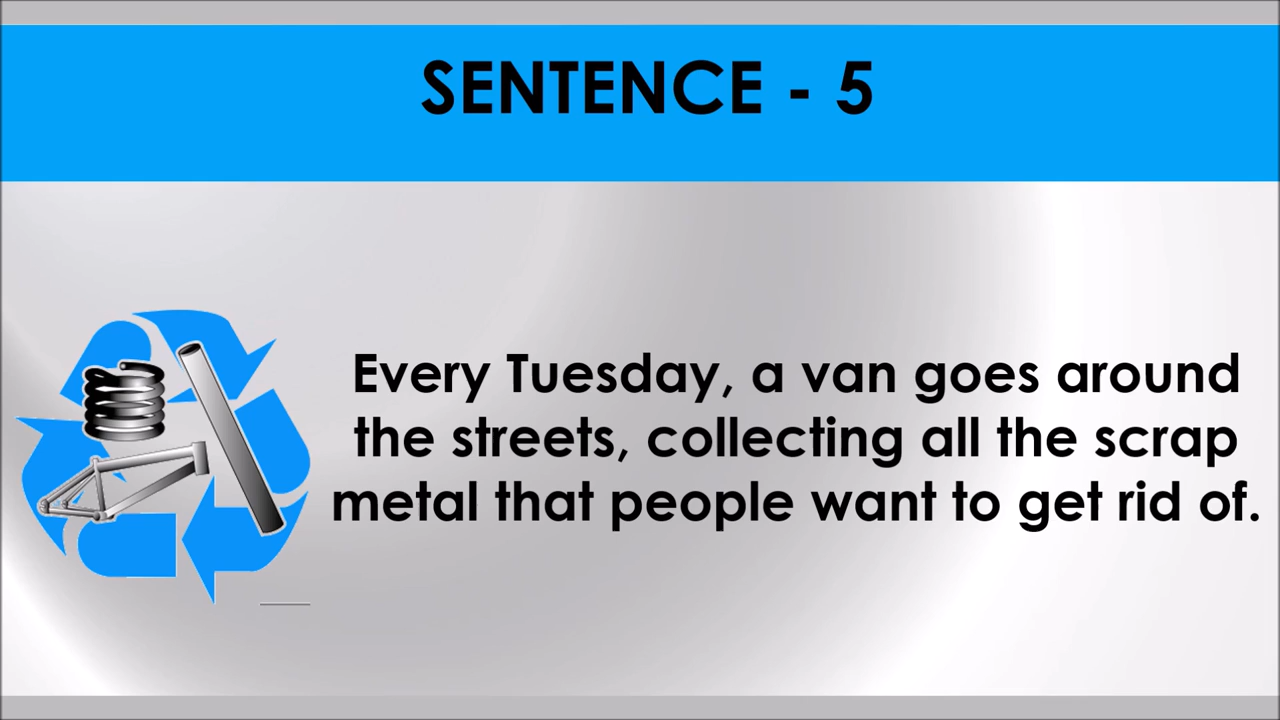 SENTENCE - 5
Every Tuesday, a van goes around
the streets, collecting all the scrap
metal that people want to get rid of.